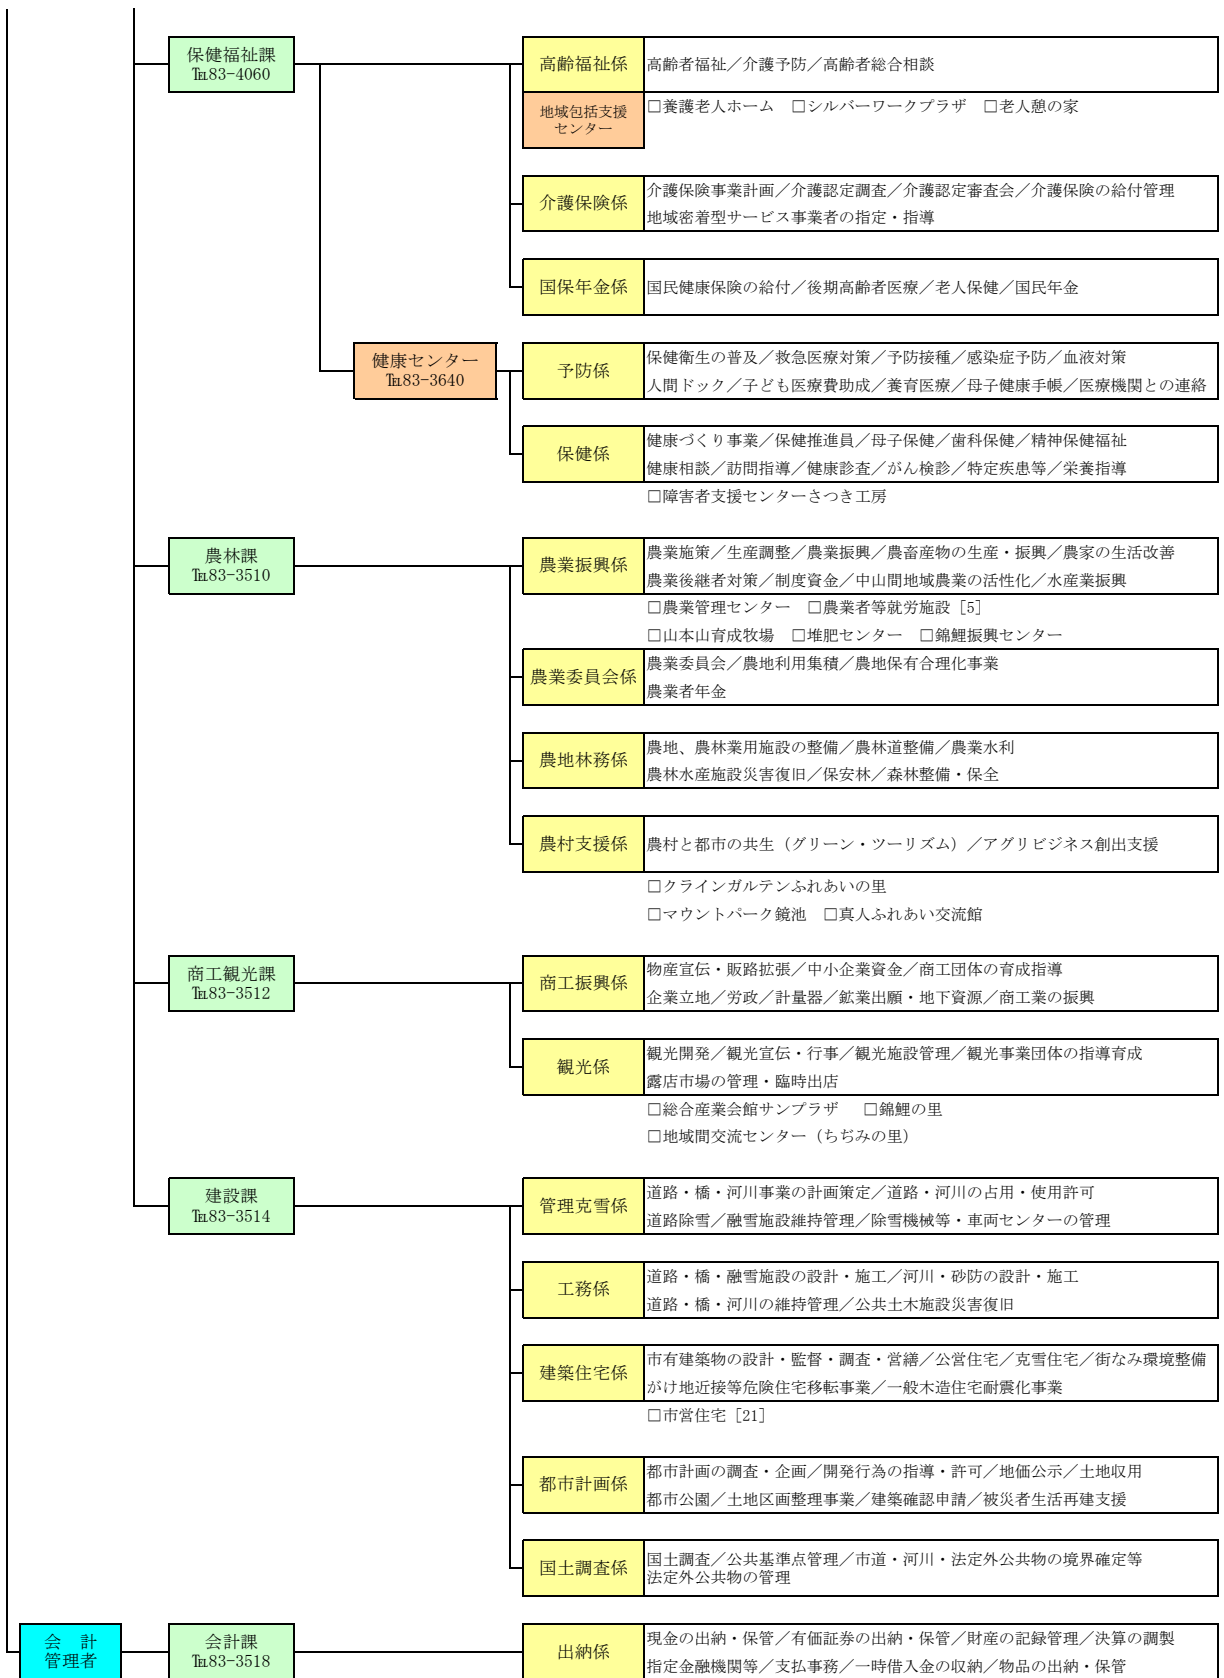 保健福祉課
℡83-4060
高齢福祉係
高齢者福祉／介護予防／高齢者総合相談
地域包括支援
センター
□養護老人ホーム　□シルバーワークプラザ　□老人憩の家
介護保険係
介護保険事業計画／介護認定調査／介護認定審査会／介護保険の給付管理
地域密着型サービス事業者の指定・指導
国保年金係
国民健康保険の給付／後期高齢者医療／老人保健／国民年金
健康センター
℡83-3640
予防係
保健衛生の普及／救急医療対策／予防接種／感染症予防／血液対策
人間ドック／子ども医療費助成／養育医療／母子健康手帳／医療機関との連絡
保健係
健康づくり事業／保健推進員／母子保健／歯科保健／精神保健福祉
健康相談／訪問指導／健康診査／がん検診／特定疾患等／栄養指導
□障害者支援センターさつき工房
農林課
℡83-3510
農業振興係
農業施策／生産調整／農業振興／農畜産物の生産・振興／農家の生活改善
農業後継者対策／制度資金／中山間地域農業の活性化／水産業振興
□農業管理センター　□農業者等就労施設［5］
□山本山育成牧場　□堆肥センター　□錦鯉振興センター
農業委員会係
農業委員会／農地利用集積／農地保有合理化事業
農業者年金
農地林務係
農地、農林業用施設の整備／農林道整備／農業水利
農林水産施設災害復旧／保安林／森林整備・保全
農村支援係
農村と都市の共生（グリーン・ツーリズム）／アグリビジネス創出支援
□クラインガルテンふれあいの里
□マウントパーク鏡池　□真人ふれあい交流館
商工観光課
℡83-3512
商工振興係
物産宣伝・販路拡張／中小企業資金／商工団体の育成指導
企業立地／労政／計量器／鉱業出願・地下資源／商工業の振興
観光係
観光開発／観光宣伝・行事／観光施設管理／観光事業団体の指導育成
露店市場の管理・臨時出店
□総合産業会館サンプラザ　□錦鯉の里
□地域間交流センター（ちぢみの里）
建設課
℡83-3514
管理克雪係
道路・橋・河川事業の計画策定／道路・河川の占用・使用許可
道路除雪／融雪施設維持管理／除雪機械等・車両センターの管理
工務係
道路・橋・融雪施設の設計・施工／河川・砂防の設計・施工
道路・橋・河川の維持管理／公共土木施設災害復旧
建築住宅係
市有建築物の設計・監督・調査・営繕／公営住宅／克雪住宅／街なみ環境整備
がけ地近接等危険住宅移転事業／一般木造住宅耐震化事業
□市営住宅［21］
都市計画係
都市計画の調査・企画／開発行為の指導・許可／地価公示／土地収用
都市公園／土地区画整理事業／建築確認申請／被災者生活再建支援
国土調査係
国土調査／公共基準点管理／市道・河川・法定外公共物の境界確定等
法定外公共物の管理
会　計
管理者
会計課
℡83-3518
出納係
現金の出納・保管／有価証券の出納・保管／財産の記録管理／決算の調製
指定金融機関等／支払事務／一時借入金の収納／物品の出納・保管